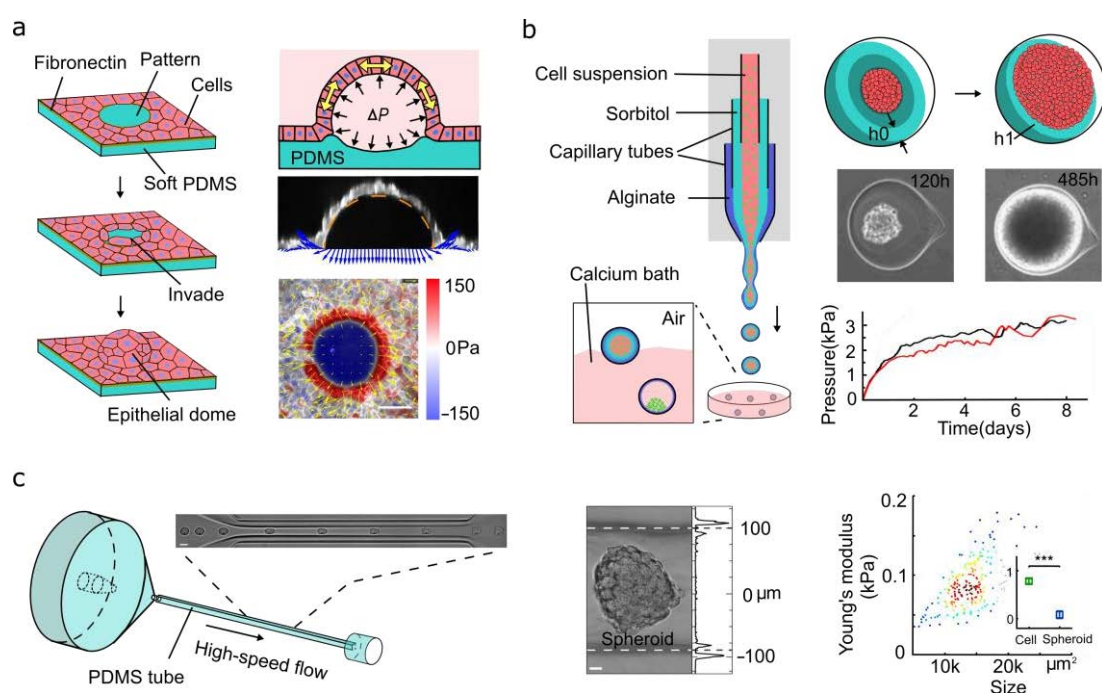 a
Fibronectin
Pattern
Cells
Soft PDMS
Invade
Epithelial dome
ΔP
PDMS
150
0Pa
−150
b
Cell suspension
Sorbitol
Capillary tubes
Alginate
Calcium bath
Air
h0
h1
120h
485h
Pressure(kPa)
3
2
1
0
2
4
6
8
Time(days)
c
PDMS tube
High-speed flow
100
0 μm
−100
Spheroid
Young's modulus
(kPa)
0.2
0.1
0
10k
20k
μm²
Size
***
1
0
Cell
Spheroid